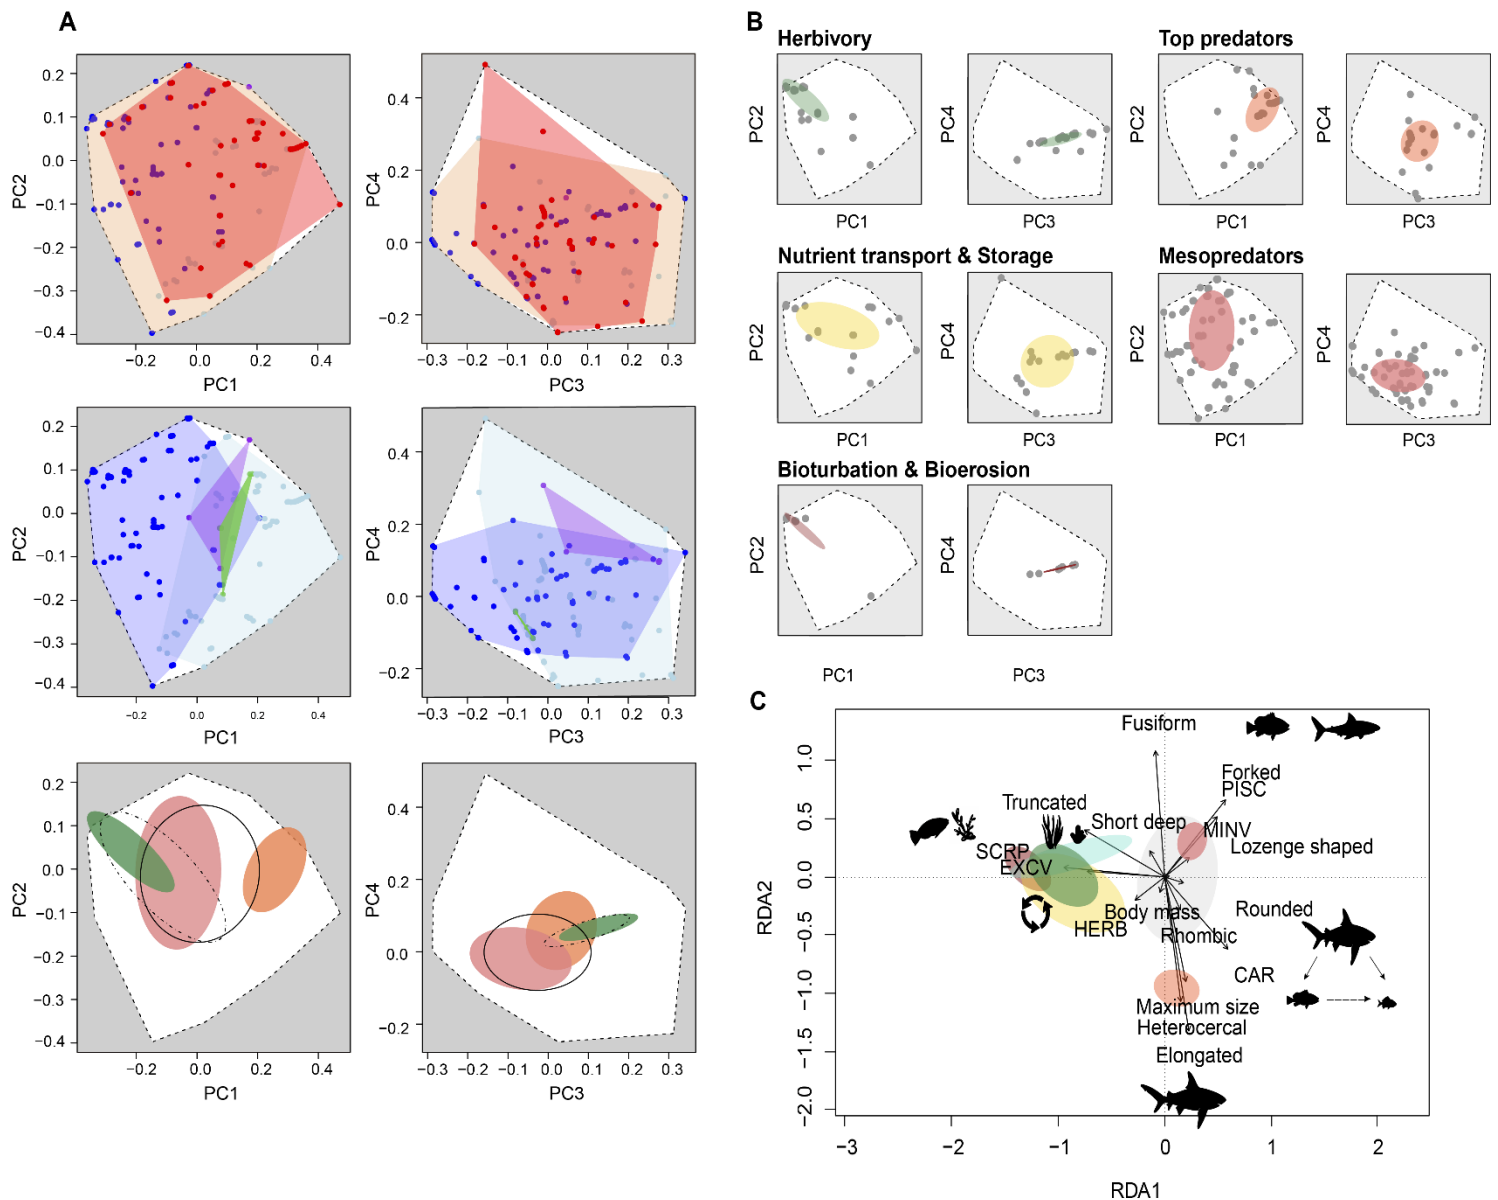 A
0.2
0.1
0.0
−0.1
−0.2
−0.3
−0.4
PC2
−0.2
0.0
0.2
0.4
PC1
0.4
0.2
0.0
−0.2
PC4
−0.3
−0.2
−0.1
0.0
0.1
0.2
0.3
PC3
0.2
0.1
0.0
−0.1
−0.2
−0.3
−0.4
PC2
−0.2
0.0
0.2
0.4
PC1
0.4
0.2
0.0
−0.2
PC4
−0.3
−0.2
−0.1
0.0
0.1
0.2
0.3
PC3
0.2
0.1
0.0
−0.1
−0.2
−0.3
−0.4
PC2
−0.2
0.0
0.2
0.4
PC1
0.4
0.2
0.0
−0.2
PC4
−0.3
−0.2
−0.1
0.0
0.1
0.2
0.3
PC3
B
Herbivory
PC2
PC1
PC4
PC3
Top predators
PC2
PC1
PC4
PC3
Nutrient transport & Storage
PC2
PC1
PC4
PC3
Mesopredators
PC2
PC1
PC4
PC3
Bioturbation & Bioerosion
PC2
PC1
PC4
PC3
C
Fusiform
Forked
PISC
Truncated
Short deep
MINV
Lozenge shaped
SCRP
EXCV
Body mass
Rounded
HERB
Rhombic
CAR
Maximum size
Heterocercal
Elongated
1.0
0.5
0.0
−0.5
−1.0
−1.5
−2.0
RDA2
−3
−2
−1
0
1
2
RDA1